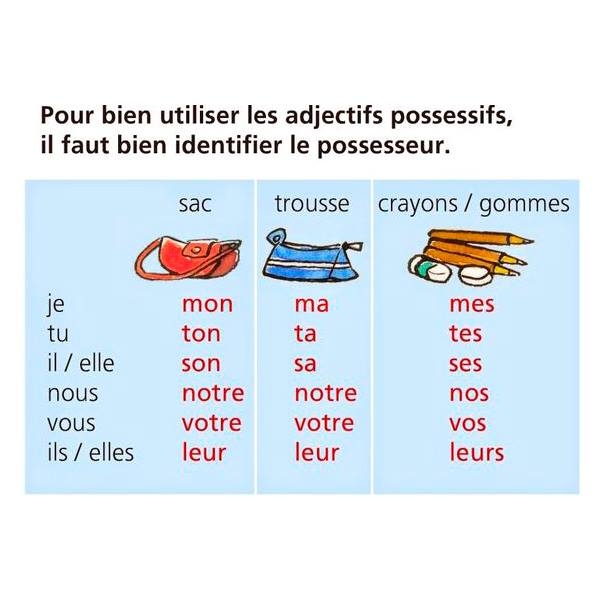 Pour bien utiliser les adjectifs possessifs,
il faut bien identifier le possesseur.
sac trousse crayons / gommes
je mon ma mes
tu ton ta tes
il / elle son sa ses
nous notre notre nos
vous votre votre vos
ils / elles leur leur leurs